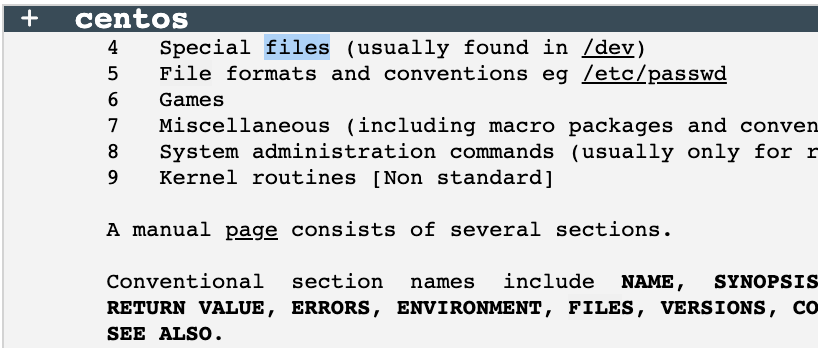 + centos
4 Special files (usually found in /dev)
5 File formats and conventions eg /etc/passwd
6 Games
7 Miscellaneous (including macro packages and conven
8 System administration commands (usually only for r
9 Kernel routines [Non standard]
A manual page consists of several sections.
Conventional section names include NAME, SYNOPSIS
RETURN VALUE, ERRORS, ENVIRONMENT, FILES, VERSIONS, CO
SEE ALSO.